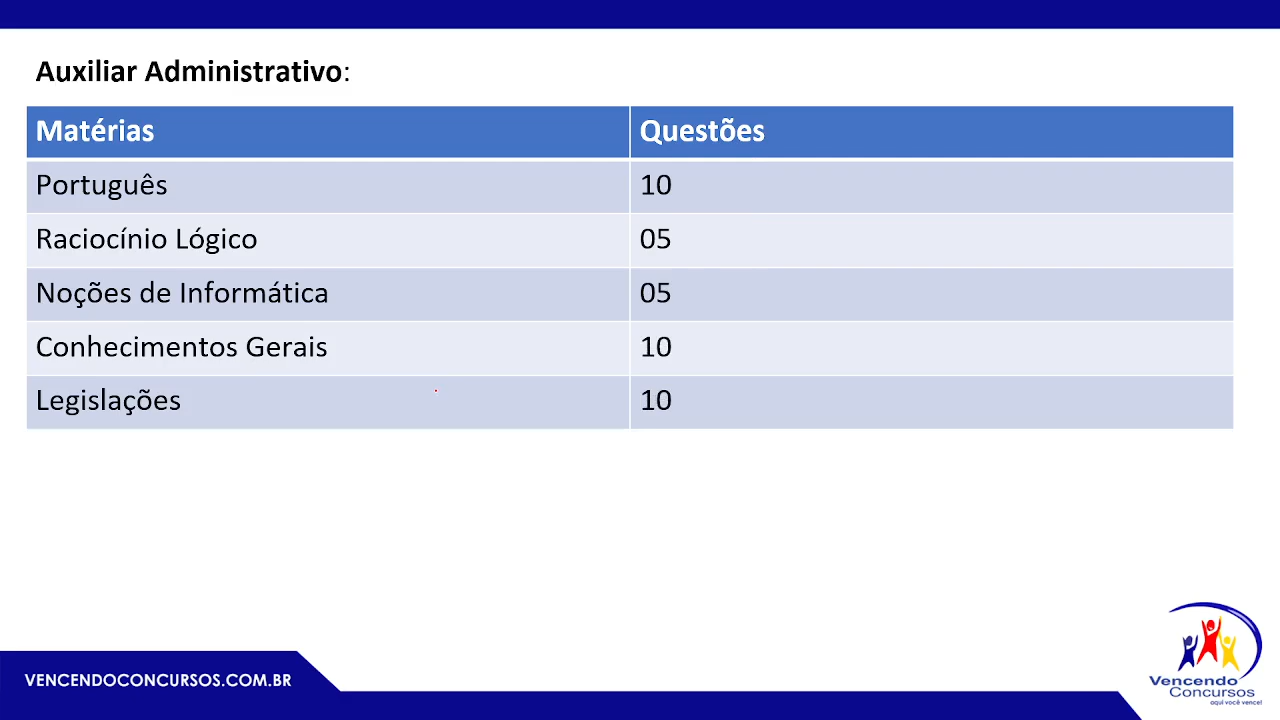 Auxiliar Administrativo:
Matérias Questões
Português 10
Raciocínio Lógico 05
Noções de Informática 05
Conhecimentos Gerais 10
Legislações 10
VENCENDOCONCURSOS.COM.BR
Vencendo
Concursos
aqui você vence!